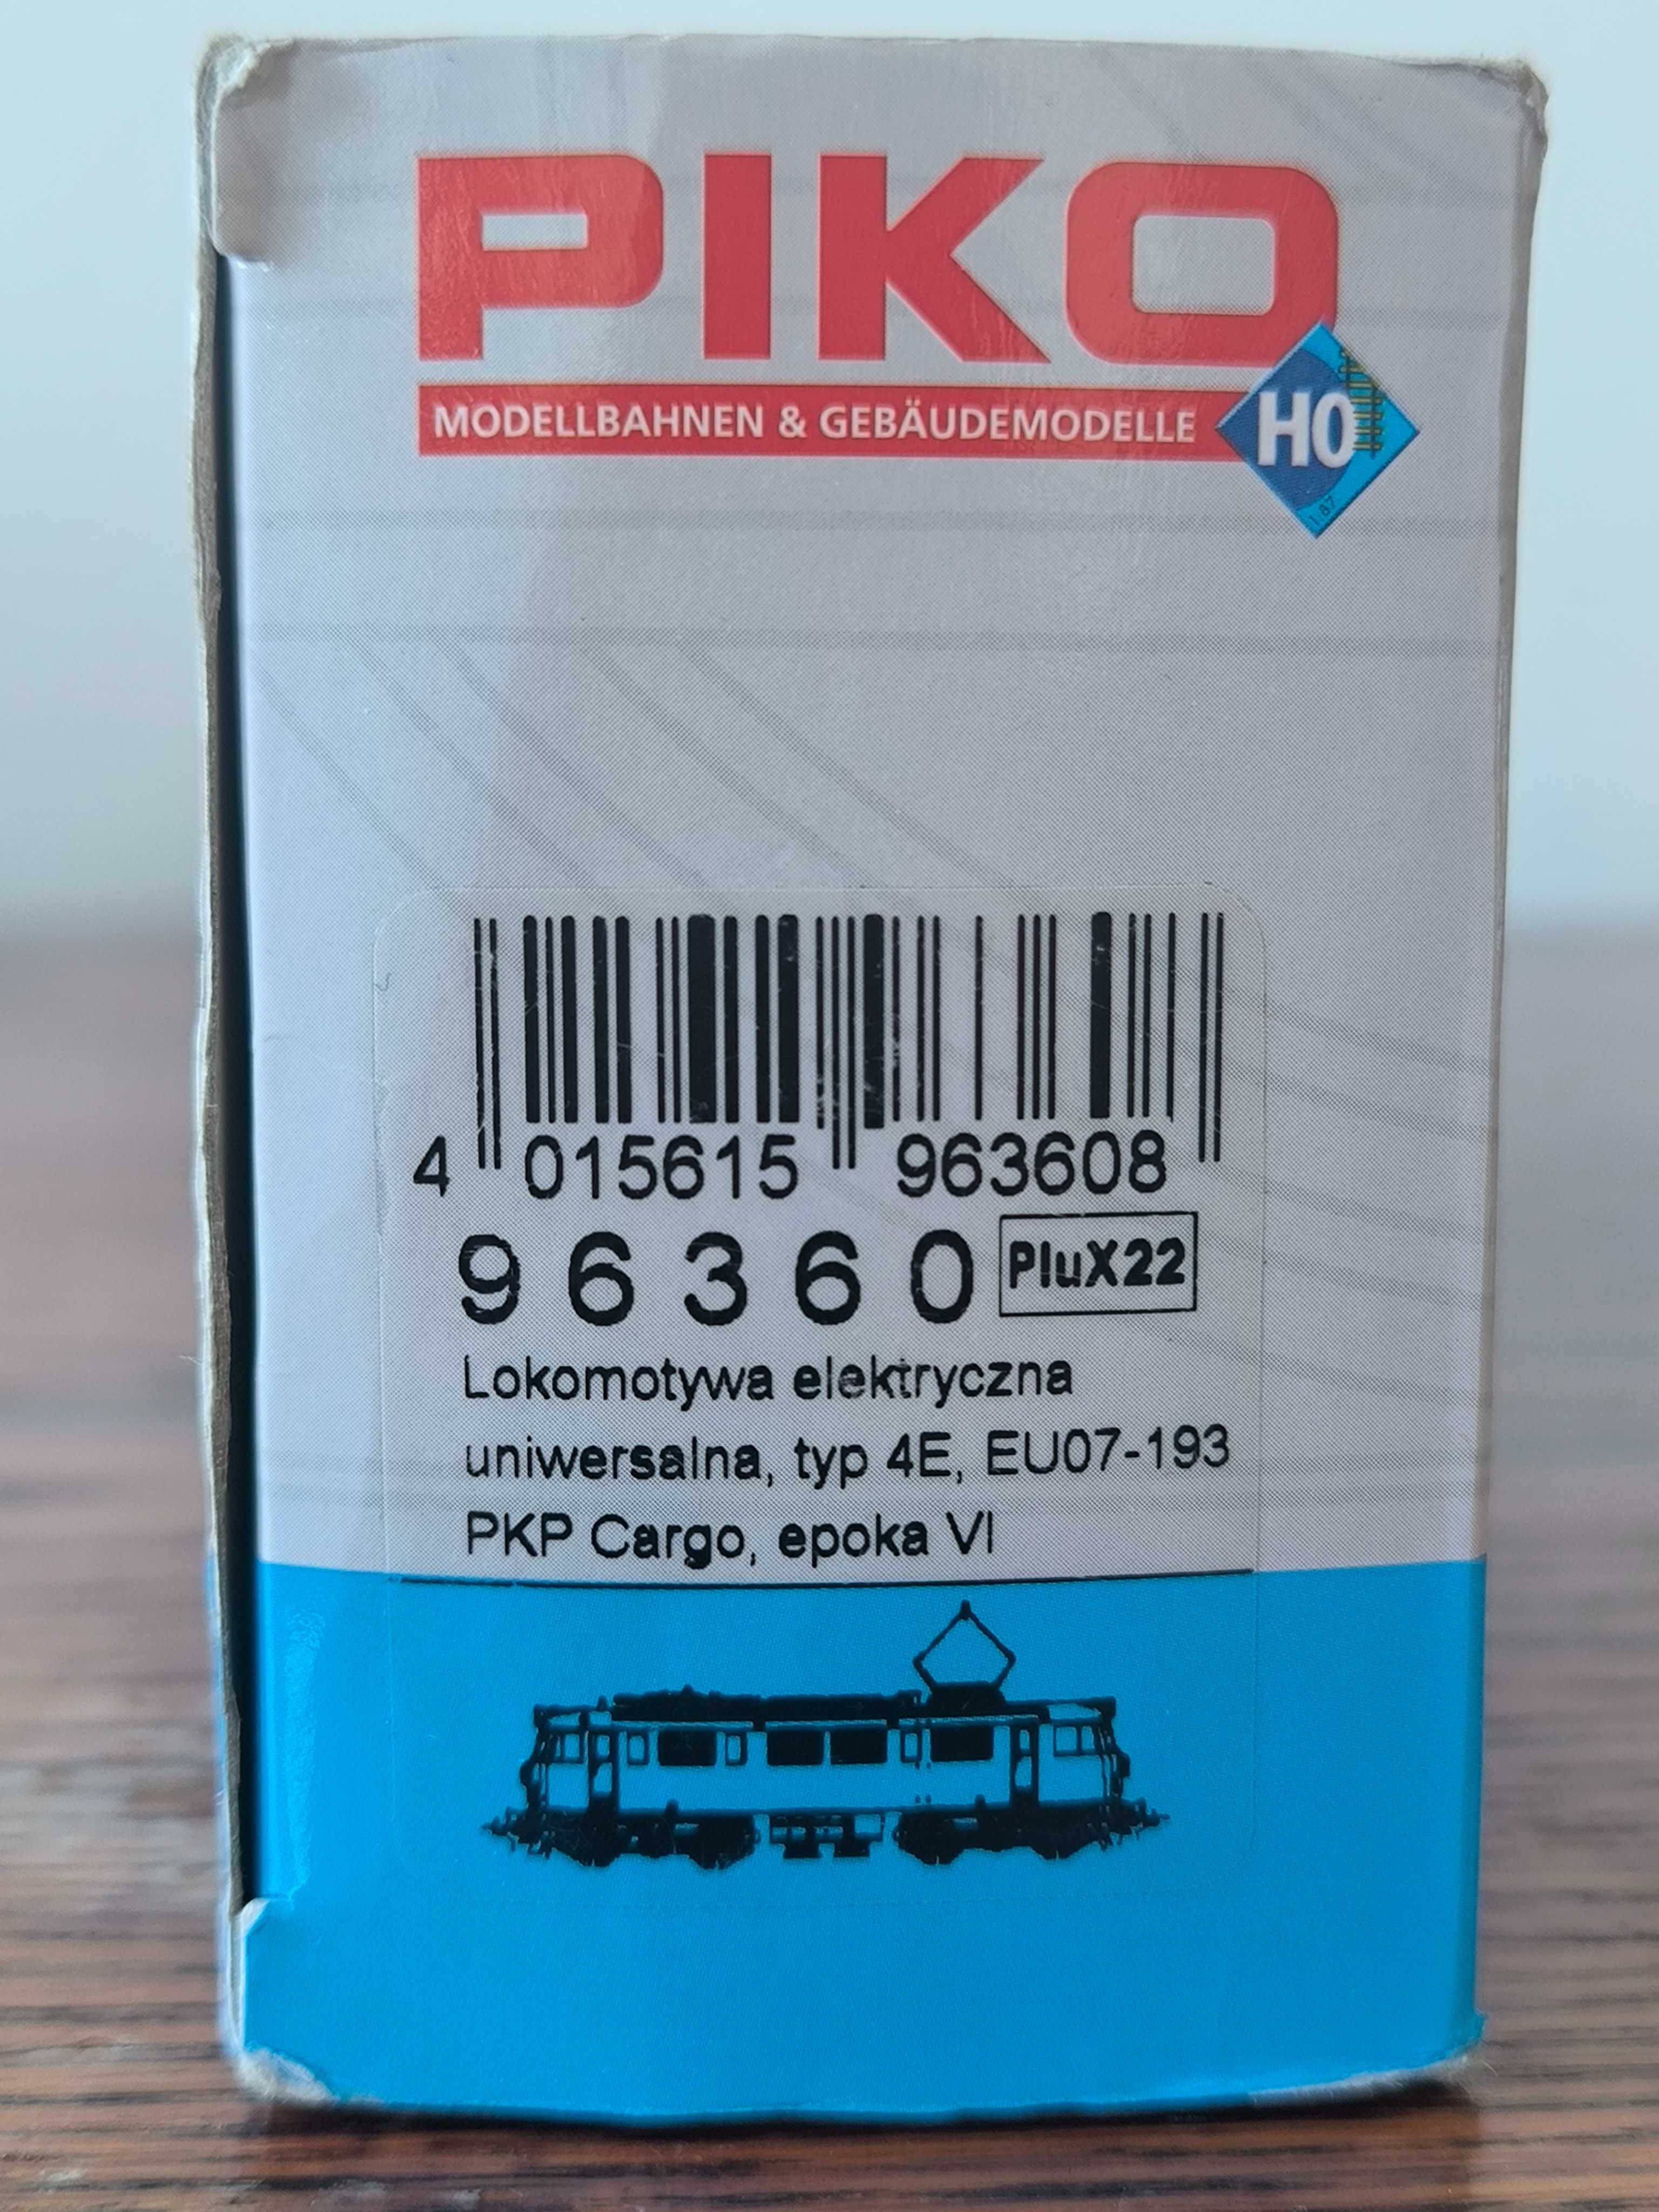 PIKO
MODELLBAHNEN & GEBÄUDEMODELLE
H0
1:87
4 015615 963608
96360 PluX22
Lokomotywa elektryczna
uniwersalna, typ 4E, EU07-193
PKP Cargo, epoka VI